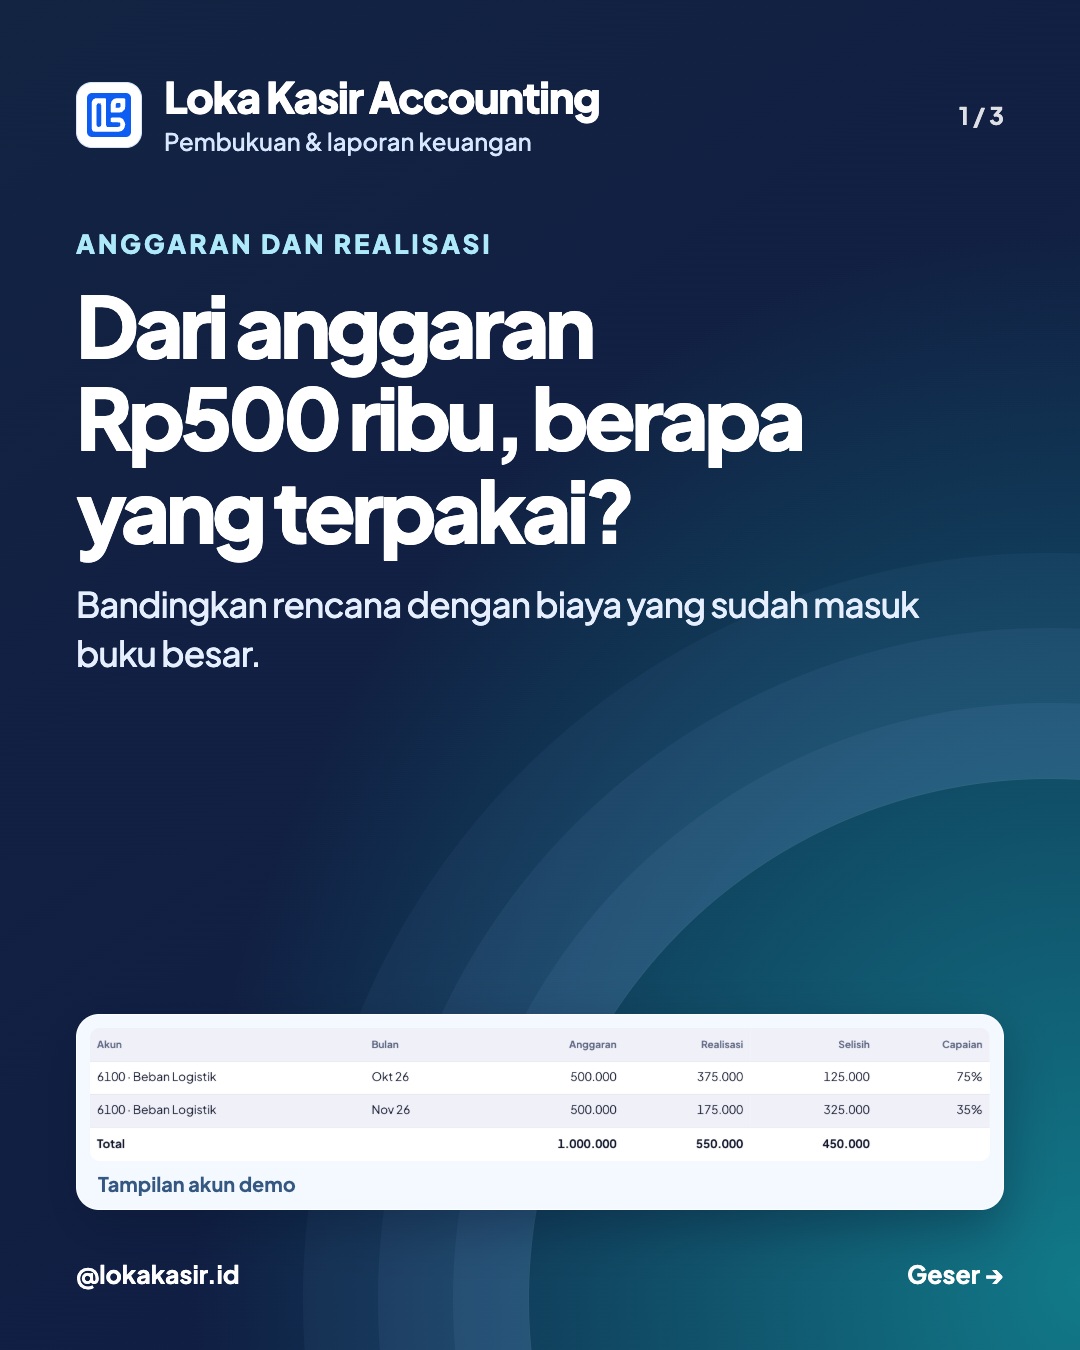 Loka Kasir Accounting
Pembukuan & laporan keuangan
1 / 3
ANGGARAN DAN REALISASI
Dari anggaran
Rp500 ribu, berapa
yang terpakai?
Bandingkan rencana dengan biaya yang sudah masuk
buku besar.
Akun Bulan Anggaran Realisasi Selisih Capaian
6100 · Beban Logistik Okt 26 500.000 375.000 125.000 75%
6100 · Beban Logistik Nov 26 500.000 175.000 325.000 35%
Total 1.000.000 550.000 450.000
Tampilan akun demo
@lokakasir.id
Geser →